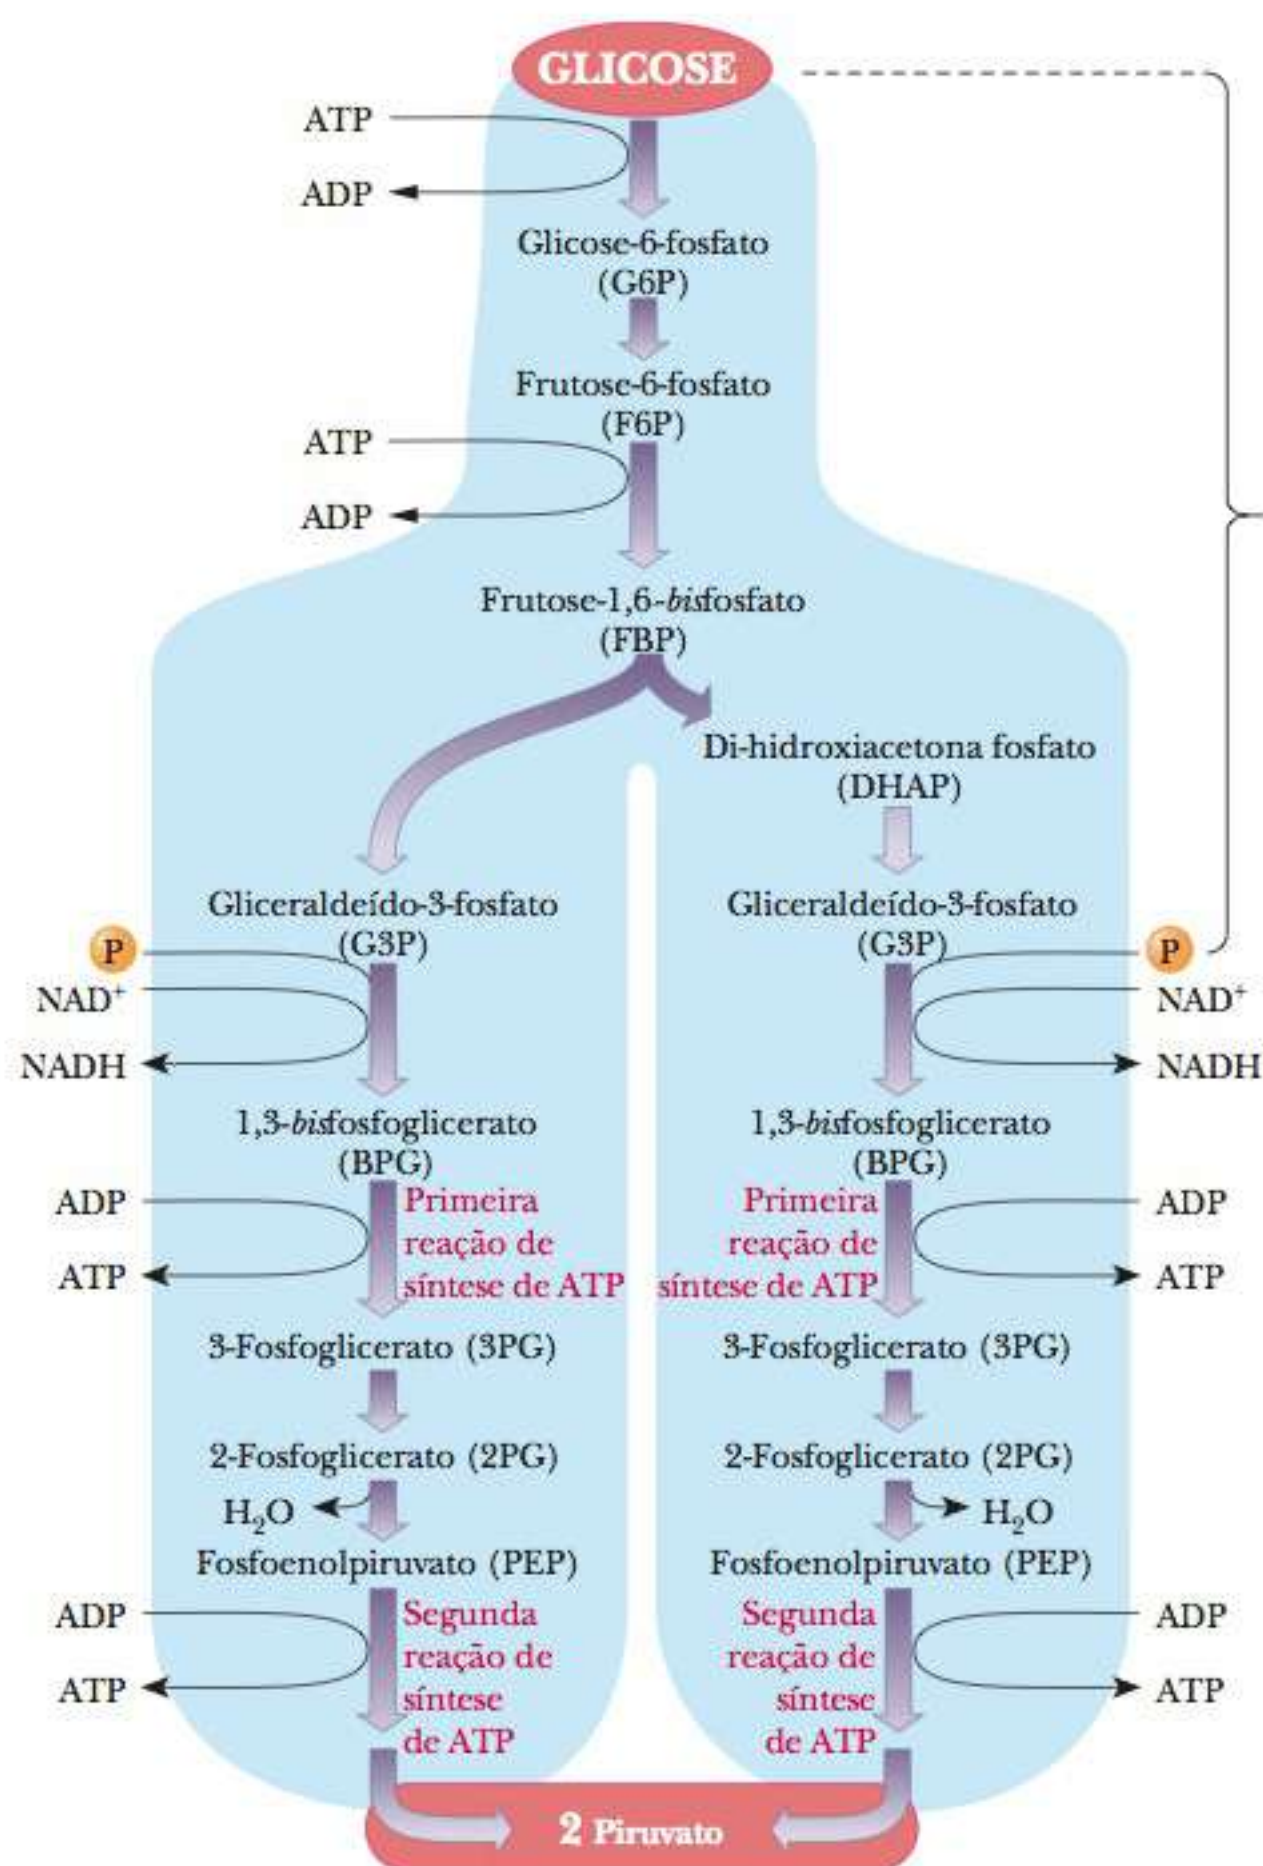 GLICOSE
ATP
ADP
Glicose-6-fosfato
(G6P)
Frutose-6-fosfato
(F6P)
ATP
ADP
Frutose-1,6-bisfosfato
(FBP)
Di-hidroxiacetona fosfato
(DHAP)
Gliceraldeído-3-fosfato
(G3P)
P
NAD⁺
NADH
1,3-bisfosfoglicerato
(BPG)
ADP
ATP
Primeira
reação de
síntese de ATP
3-Fosfoglicerato (3PG)
2-Fosfoglicerato (2PG)
H₂O
Fosfoenolpiruvato (PEP)
ADP
ATP
Segunda
reação de
síntese
de ATP
Gliceraldeído-3-fosfato
(G3P)
P
NAD⁺
NADH
1,3-bisfosfoglicerato
(BPG)
Primeira
reação de
síntese de ATP
ADP
ATP
3-Fosfoglicerato (3PG)
2-Fosfoglicerato (2PG)
H₂O
Fosfoenolpiruvato (PEP)
Segunda
reação de
síntese
de ATP
ADP
ATP
2 Piruvato